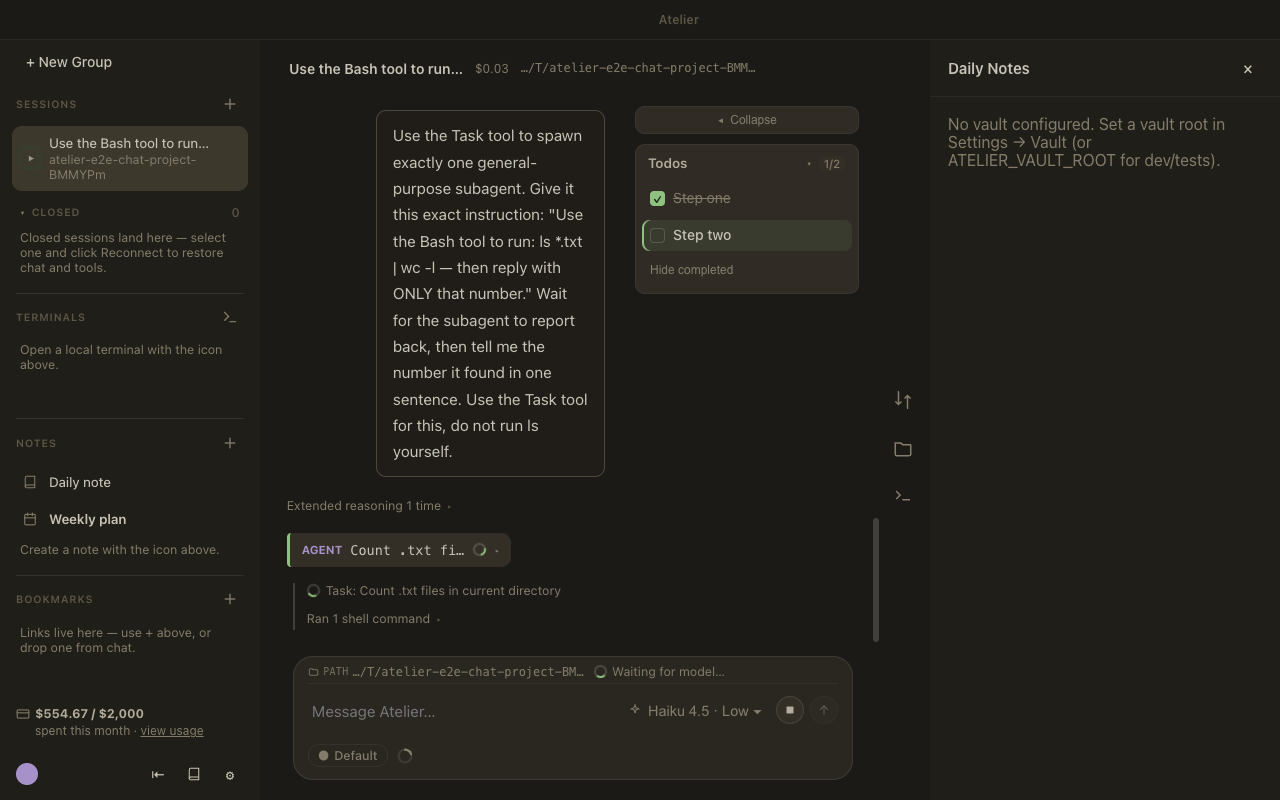 Atelier
+ New Group
SESSIONS
Use the Bash tool to run...
atelier-e2e-chat-project-
BMMYPm
CLOSED 0
Closed sessions land here — select
one and click Reconnect to restore
chat and tools.
TERMINALS
Open a local terminal with the icon
above.
NOTES
Daily note
Weekly plan
Create a note with the icon above.
BOOKMARKS
Links live here — use + above, or
drop one from chat.
$554.67 / $2,000
spent this month · view usage
Use the Bash tool to run... $0.03 …/T/atelier-e2e-chat-project-BMM…
Use the Task tool to spawn
exactly one general-
purpose subagent. Give it
this exact instruction: "Use
the Bash tool to run: ls *.txt
| wc -l — then reply with
ONLY that number." Wait
for the subagent to report
back, then tell me the
number it found in one
sentence. Use the Task tool
for this, do not run ls
yourself.
Collapse
Todos 1/2
Step one
Step two
Hide completed
Extended reasoning 1 time
AGENT Count .txt fi…
Task: Count .txt files in current directory
Ran 1 shell command
PATH …/T/atelier-e2e-chat-project-BM… Waiting for model...
Message Atelier...
Haiku 4.5 · Low
Default
Daily Notes
No vault configured. Set a vault root in
Settings → Vault (or
ATELIER_VAULT_ROOT for dev/tests).